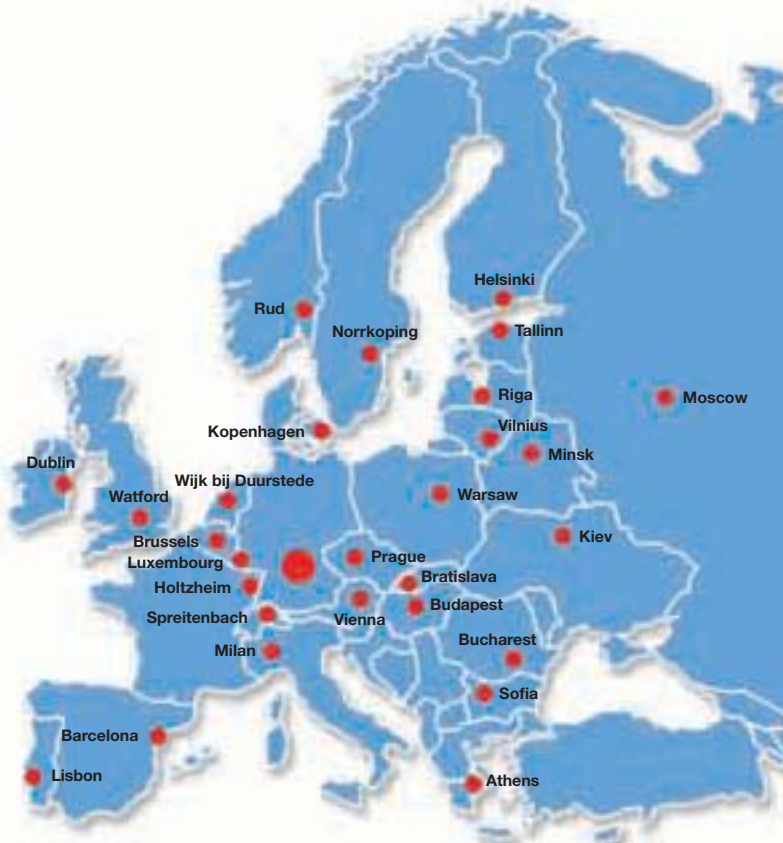 Helsinki
Rud
Tallinn
Norrkoping
Riga
Moscow
Vilnius
Kopenhagen
Minsk
Dublin
Wijk bij Duurstede
Watford
Warsaw
Kiev
Brussels
Prague
Luxembourg
Bratislava
Holtzheim
Budapest
Spreitenbach
Vienna
Bucharest
Milan
Sofia
Barcelona
Lisbon
Athens